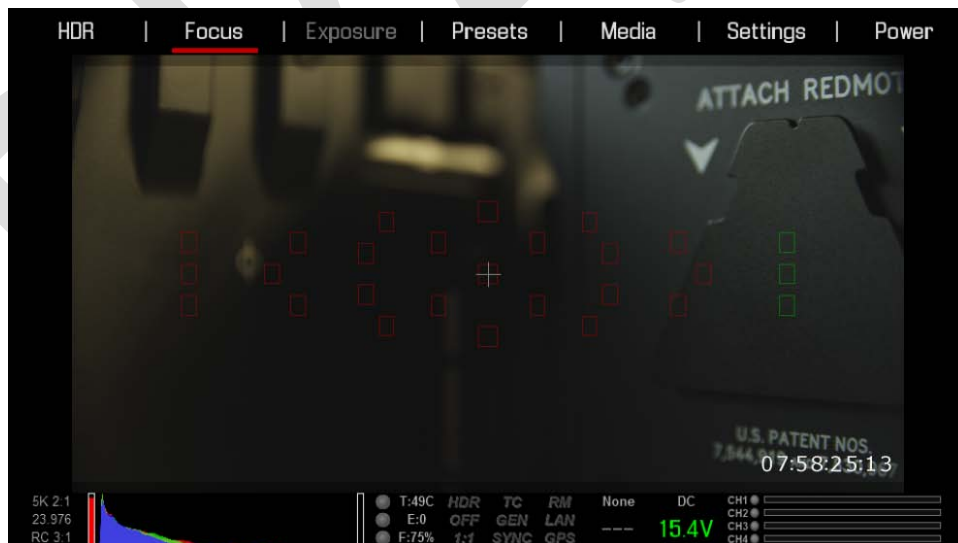 HDR | Focus | Exposure | Presets | Media | Settings | Power
ATTACH REDMOT
U.S. PATENT NOS.
07:58:25:13
5K 2:1
23.976
RC 3:1
T:49C
E:0
F:75%
HDR TC RM
OFF GEN LAN
1:1 SYNC GPS
None
---
DC
15.4V
CH1
CH2
CH3
CH4